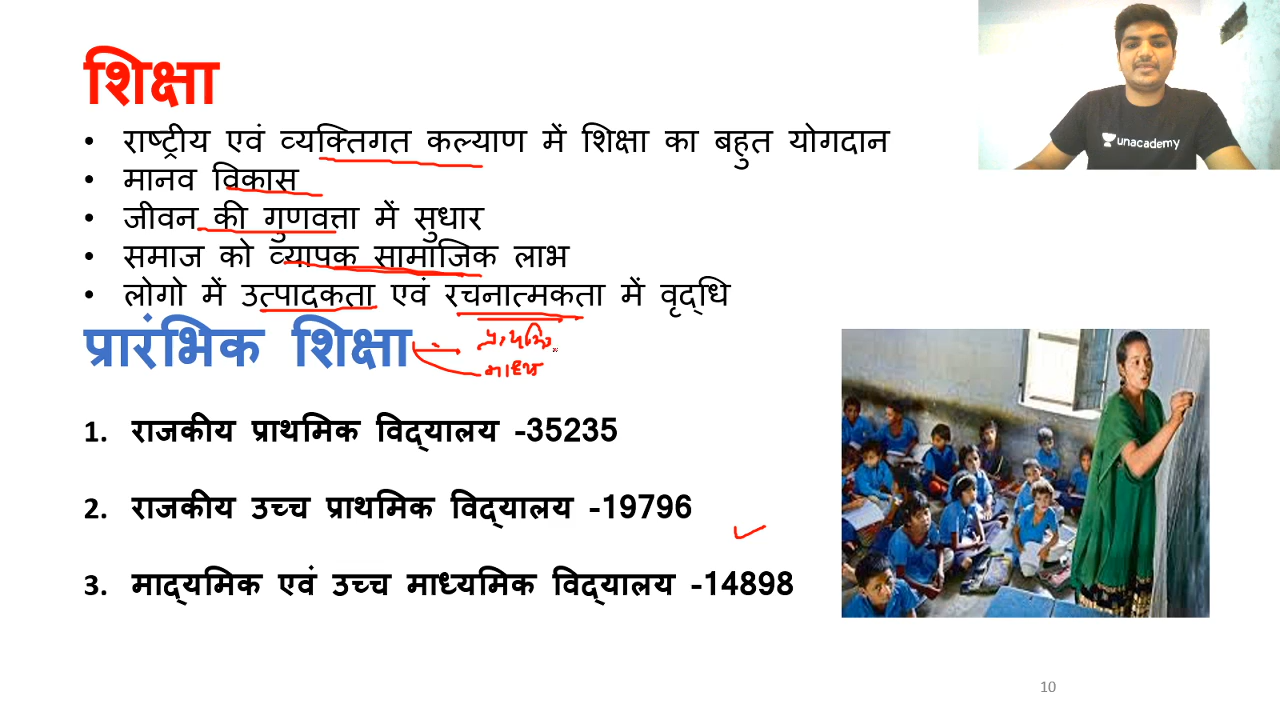 शिक्षा
• राष्ट्रीय एवं व्यक्तिगत कल्याण में शिक्षा का बहुत योगदान
• मानव विकास
• जीवन की गुणवत्ता में सुधार
• समाज को व्यापक सामाजिक लाभ
• लोगो में उत्पादकता एवं रचनात्मकता में वृद्धि
प्रारंभिक शिक्षा
1. राजकीय प्राथमिक विद्यालय -35235
2. राजकीय उच्च प्राथमिक विद्यालय -19796
3. माद्यमिक एवं उच्च माध्यमिक विद्यालय -14898
unacademy
10